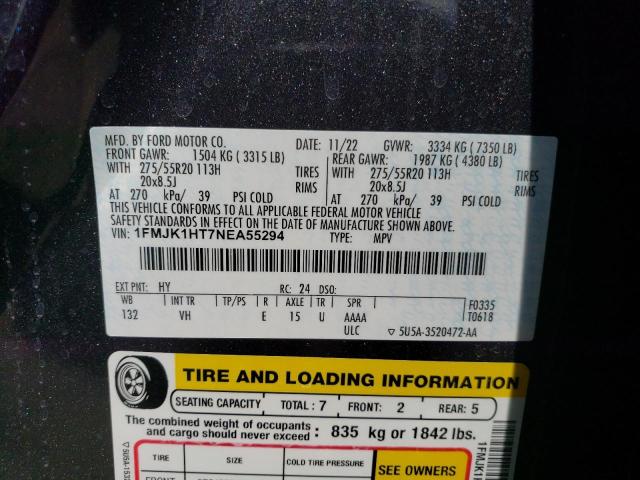 MFD. BY FORD MOTOR CO. DATE: 11/22 GVWR: 3334 KG ( 7350 LB)
FRONT GAWR: 1504 KG ( 3315 LB) REAR GAWR: 1987 KG ( 4380 LB)
WITH 275/55R20 113H TIRES WITH 275/55R20 113H TIRES
20x8.5J RIMS 20x8.5J RIMS
AT 270 kPa/ 39 PSI COLD AT 270 kPa/ 39 PSI COLD
THIS VEHICLE CONFORMS TO ALL APPLICABLE FEDERAL MOTOR VEHICLE
SAFETY STANDARDS IN EFFECT ON THE DATE OF MANUFACTURE SHOWN ABOVE.
VIN: 1FMJK1HT7NEA55294 TYPE: MPV
EXT PNT: HY RC: 24 DSO:
WB INT TR TP/PS R AXLE TR SPR F0335
132 VH E 15 U AAAA T0618
ULC ▽ 5U5A-3520472-AA
TIRE AND LOADING INFORMATION
SEATING CAPACITY TOTAL: 7 FRONT: 2 REAR: 5
The combined weight of occupants
and cargo should never exceed : 835 kg or 1842 lbs.
TIRE SIZE COLD TIRE PRESSURE SEE OWNERS